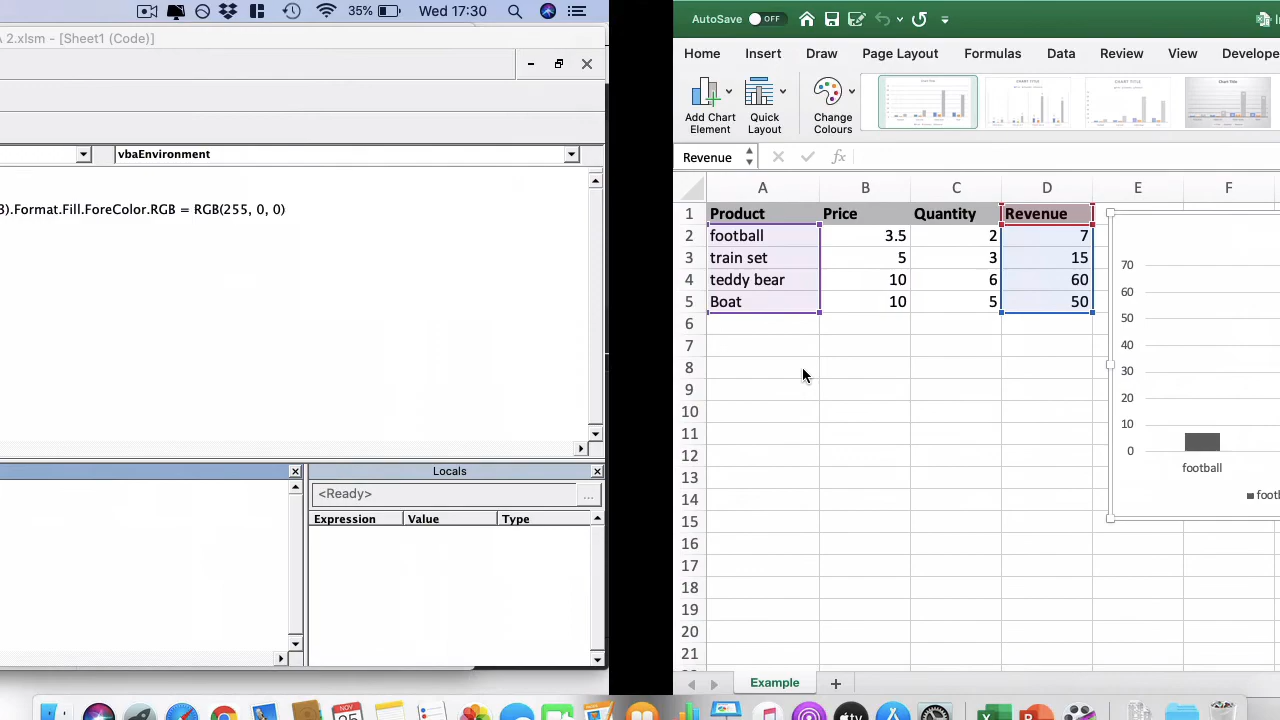 35% Wed 17:30
A 2.xlsm - [Sheet1 (Code)]
vbaEnvironment
).Format.Fill.ForeColor.RGB = RGB(255, 0, 0)
Locals
<Ready>
...
Expression Value Type
AutoSave OFF
Home Insert Draw Page Layout Formulas Data Review View Develope
Add Chart Element
Quick Layout
Change Colours
Revenue fx
A B C D E F
1 Product Price Quantity Revenue
2 football 3.5 2 7
3 train set 5 3 15
4 teddy bear 10 6 60
5 Boat 10 5 50
6
7
8
9
10
11
12
13
14
15
16
17
18
19
20
21
70
60
50
40
30
20
10
0
football
footb
Example +
NOV
25
tv